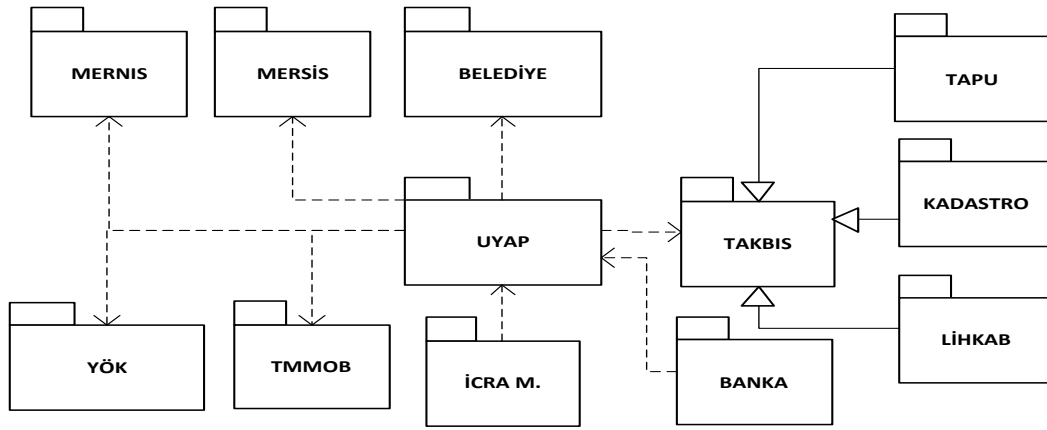 MERNIS
MERSİS
BELEDİYE
TAPU
KADASTRO
UYAP
TAKBIS
LİHKAB
YÖK
TMMOB
İCRA M.
BANKA